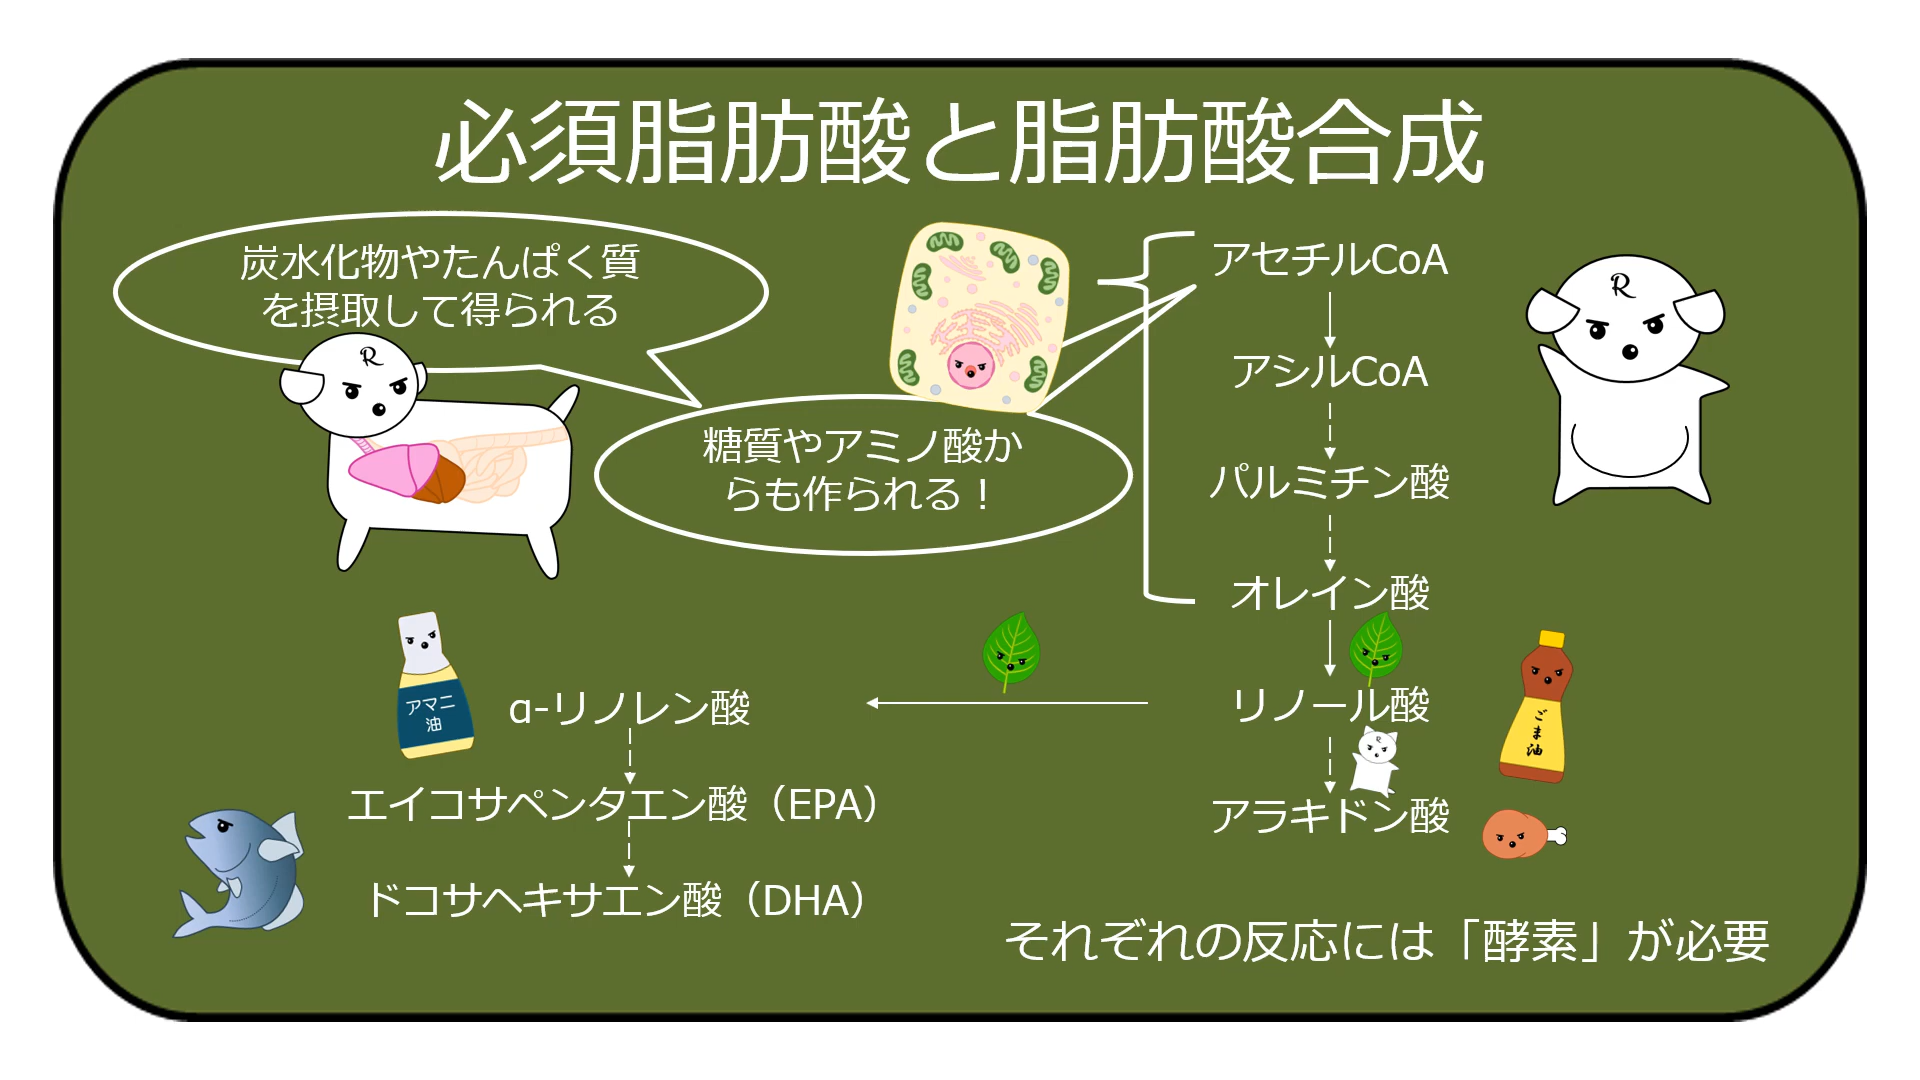 必須脂肪酸と脂肪酸合成
炭水化物やたんぱく質
を摂取して得られる
R
糖質やアミノ酸か
らも作られる！
アセチルCoA
アシルCoA
パルミチン酸
オレイン酸
リノール酸
アラキドン酸
R
R
ごま油
アマニ
油
α-リノレン酸
エイコサペンタエン酸（EPA）
ドコサヘキサエン酸（DHA）
それぞれの反応には「酵素」が必要